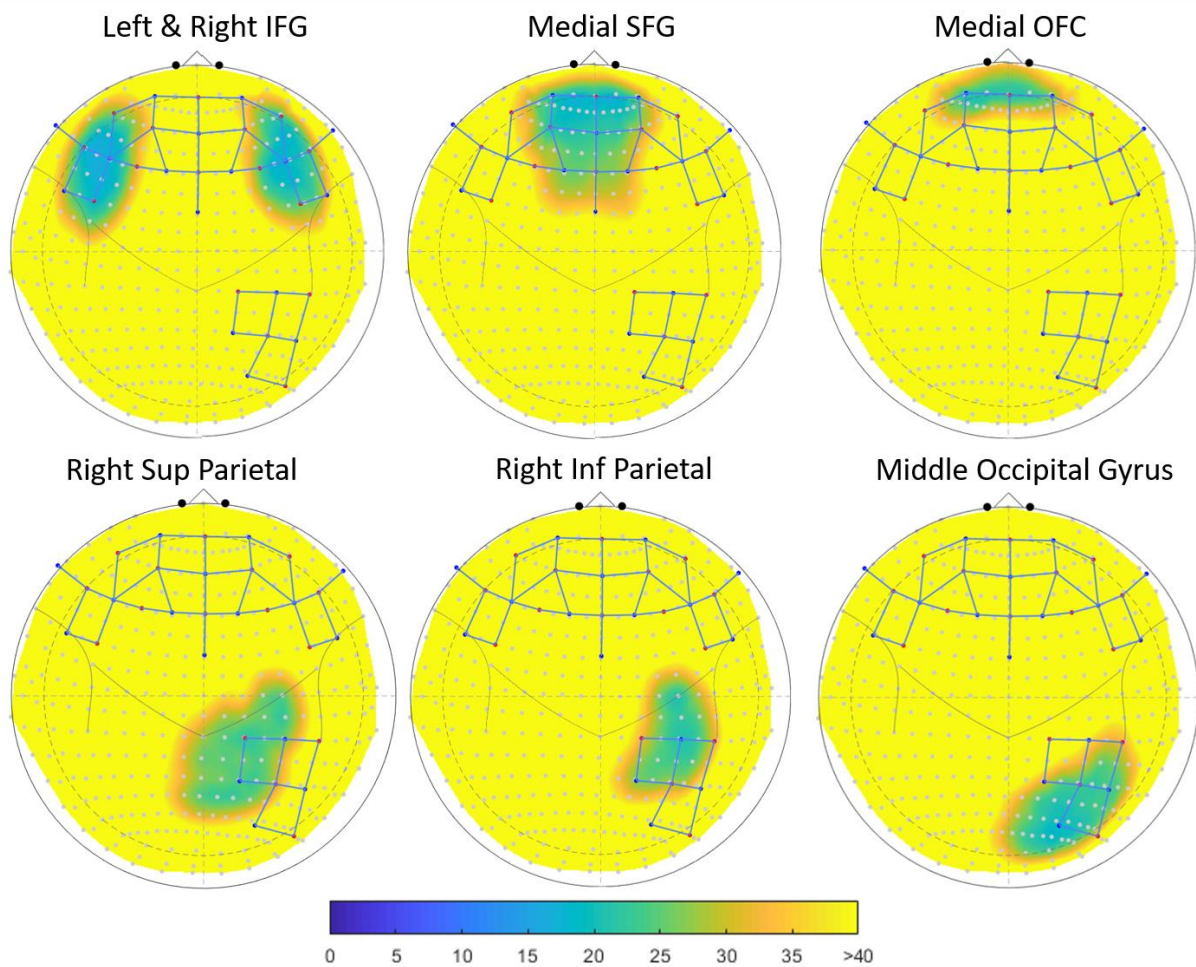 Left & Right IFG
Medial SFG
Medial OFC
Right Sup Parietal
Right Inf Parietal
Middle Occipital Gyrus
0 5 10 15 20 25 30 35 >40